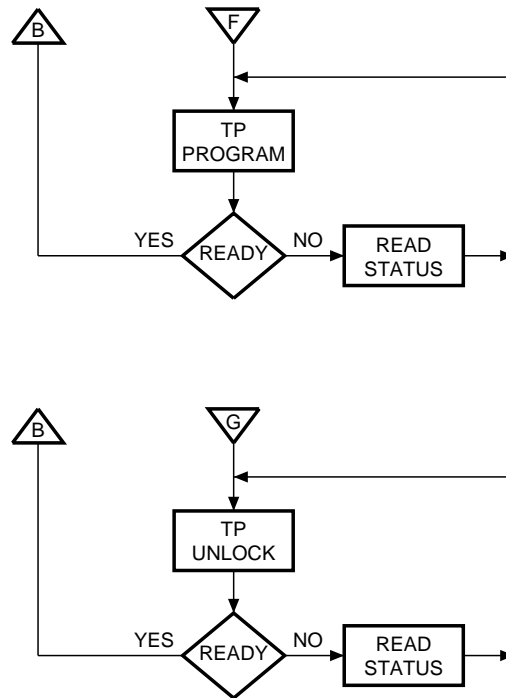 B
F
TP
PROGRAM
YES
READY
NO
READ
STATUS
B
G
TP
UNLOCK
YES
READY
NO
READ
STATUS